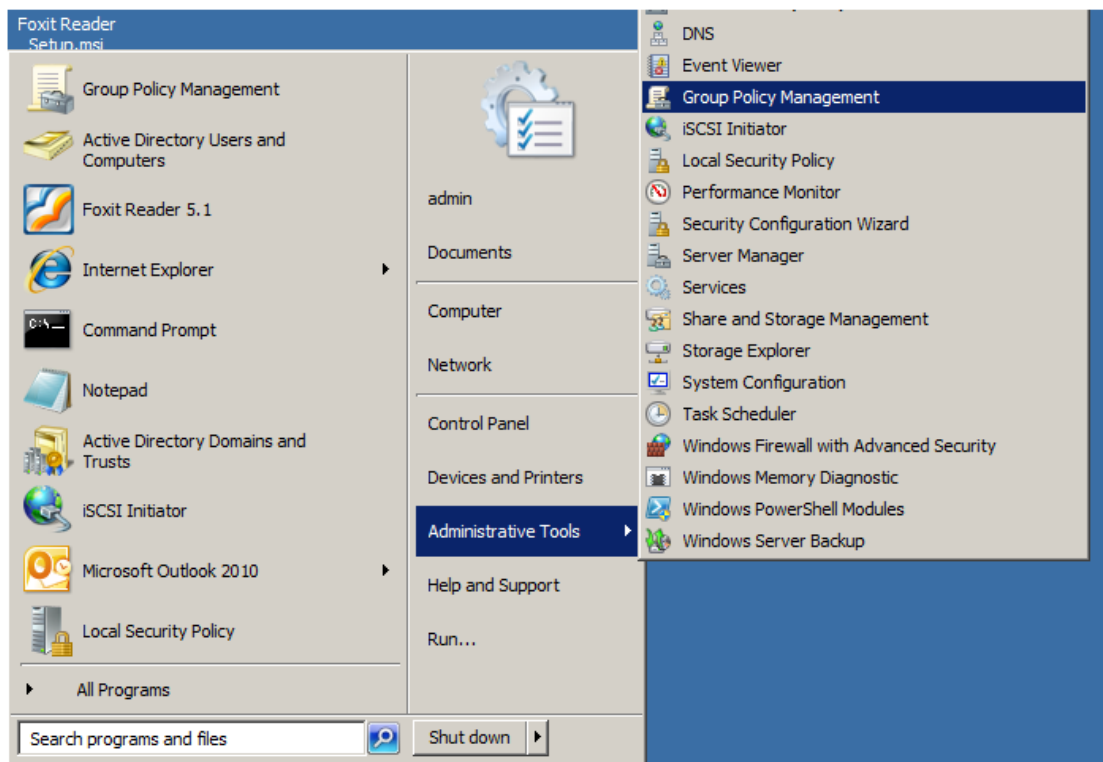 Foxit Reader
Setup.msi
Group Policy Management
Active Directory Users and
Computers
Foxit Reader 5.1
Internet Explorer
Command Prompt
Notepad
Active Directory Domains and
Trusts
iSCSI Initiator
Microsoft Outlook 2010
Local Security Policy
All Programs
Search programs and files
admin
Documents
Computer
Network
Control Panel
Devices and Printers
Administrative Tools
Help and Support
Run...
Shut down
DNS
Event Viewer
Group Policy Management
iSCSI Initiator
Local Security Policy
Performance Monitor
Security Configuration Wizard
Server Manager
Services
Share and Storage Management
Storage Explorer
System Configuration
Task Scheduler
Windows Firewall with Advanced Security
Windows Memory Diagnostic
Windows PowerShell Modules
Windows Server Backup